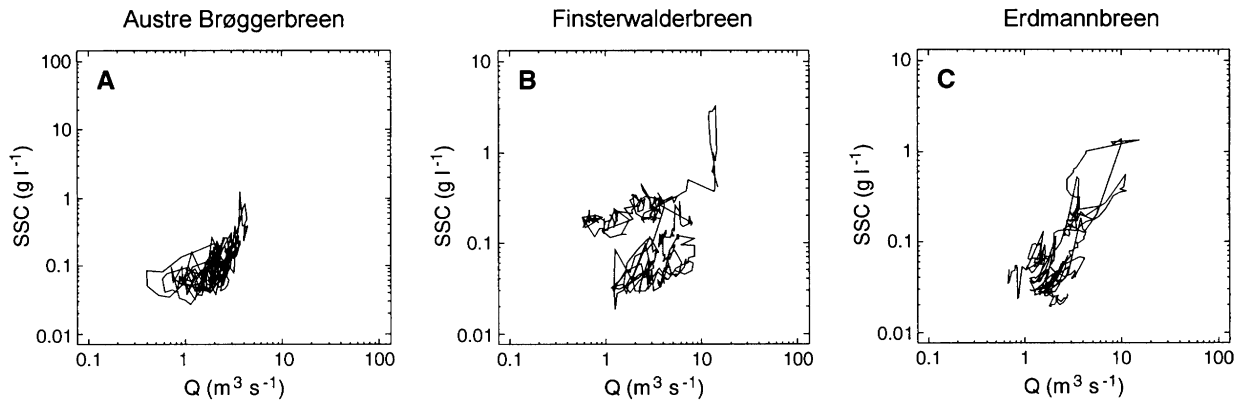 Austre Brøggerbreen
Finsterwalderbreen
Erdmannbreen
A
100
10
1
0.1
0.01
SSC (g l⁻¹)
0.1
1
10
100
Q (m³ s⁻¹)
B
10
1
0.1
0.01
SSC (g l⁻¹)
0.1
1
10
100
Q (m³ s⁻¹)
C
10
1
0.1
0.01
SSC (g l⁻¹)
0.1
1
10
100
Q (m³ s⁻¹)